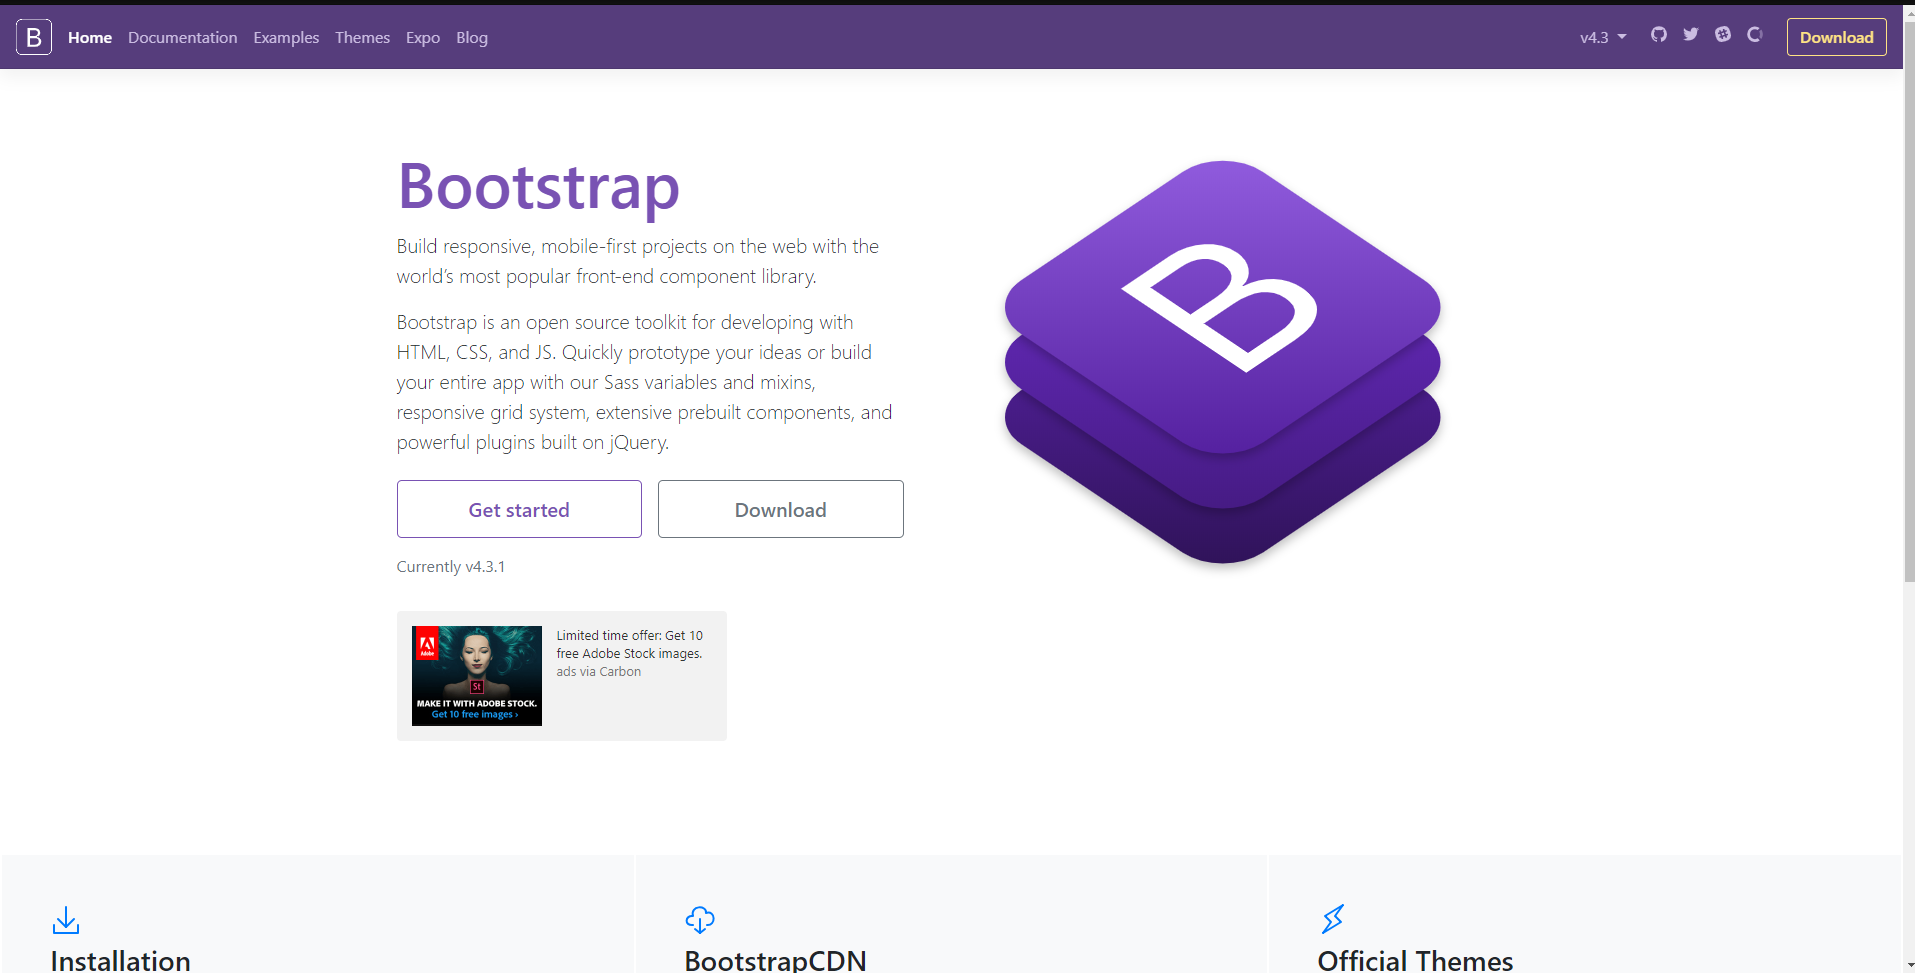 B Home Documentation Examples Themes Expo Blog v4.3 Download
Bootstrap
Build responsive, mobile-first projects on the web with the
world’s most popular front-end component library.
Bootstrap is an open source toolkit for developing with
HTML, CSS, and JS. Quickly prototype your ideas or build
your entire app with our Sass variables and mixins,
responsive grid system, extensive prebuilt components, and
powerful plugins built on jQuery.
Get started Download
Currently v4.3.1
B
Adobe
St
MAKE IT WITH ADOBE STOCK.
Get 10 free images ›
Limited time offer: Get 10
free Adobe Stock images.
ads via Carbon
Installation
BootstrapCDN
Official Themes